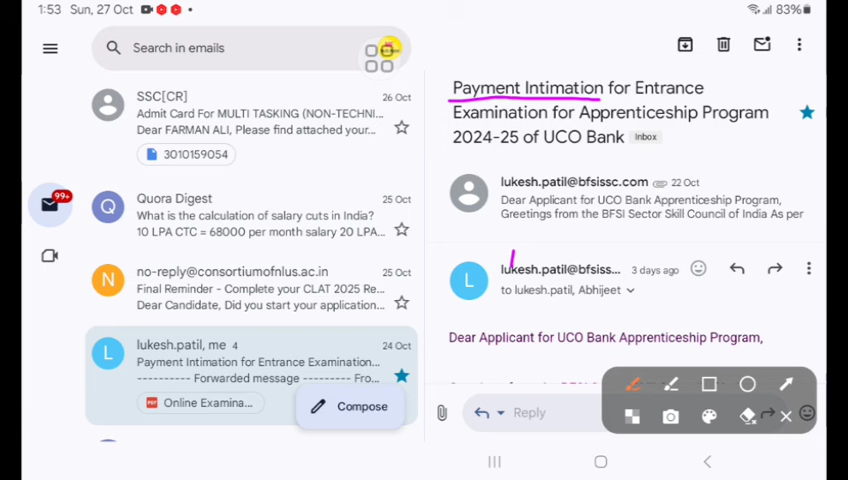 1:53 Sun, 27 Oct
83%
Search in emails
SSC[CR]
26 Oct
Admit Card For MULTI TASKING (NON-TECHNI...
Dear FARMAN ALI, Please find attached your...
3010159054
99+
Quora Digest
25 Oct
What is the calculation of salary cuts in India?
10 LPA CTC = 68000 per month salary 20 LPA...
no-reply@consortiumofnlus.ac.in
25 Oct
Final Reminder - Complete your CLAT 2025 Re...
Dear Candidate, Did you start your application...
lukesh.patil, me 4
24 Oct
Payment Intimation for Entrance Examination...
---------- Forwarded message --------- Fro...
PDF
Online Examina...
Compose
Payment Intimation for Entrance
Examination for Apprenticeship Program
2024-25 of UCO Bank
Inbox
lukesh.patil@bfsissc.com
22 Oct
Dear Applicant for UCO Bank Apprenticeship Program,
Greetings from the BFSI Sector Skill Council of India As per
L
lukesh.patil@bfsiss...
3 days ago
to lukesh.patil, Abhijeet
Dear Applicant for UCO Bank Apprenticeship Program,
Reply